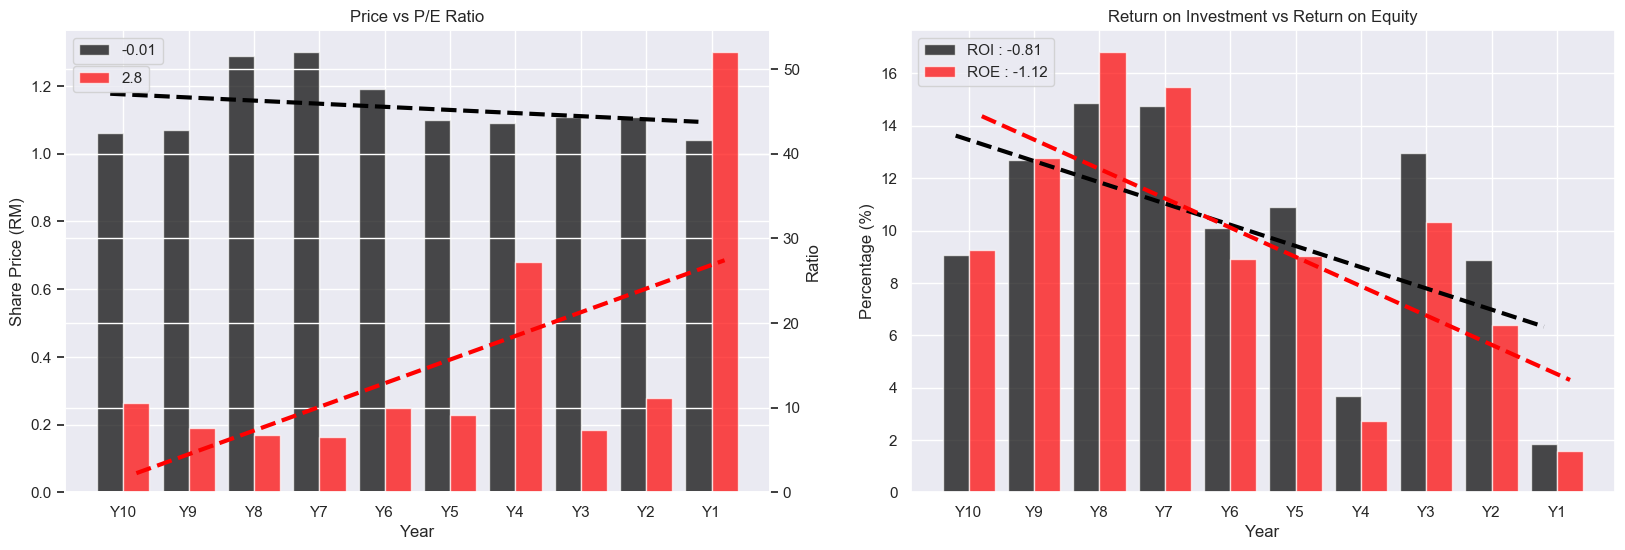 Price vs P/E Ratio
-0.01
2.8
Share Price (RM)
1.2
1.0
0.8
0.6
0.4
0.2
0.0
50
40
30
20
10
0
Ratio
Y10 Y9 Y8 Y7 Y6 Y5 Y4 Y3 Y2 Y1
Year
Return on Investment vs Return on Equity
ROI : -0.81
ROE : -1.12
Percentage (%)
16
14
12
10
8
6
4
2
0
Y10 Y9 Y8 Y7 Y6 Y5 Y4 Y3 Y2 Y1
Year